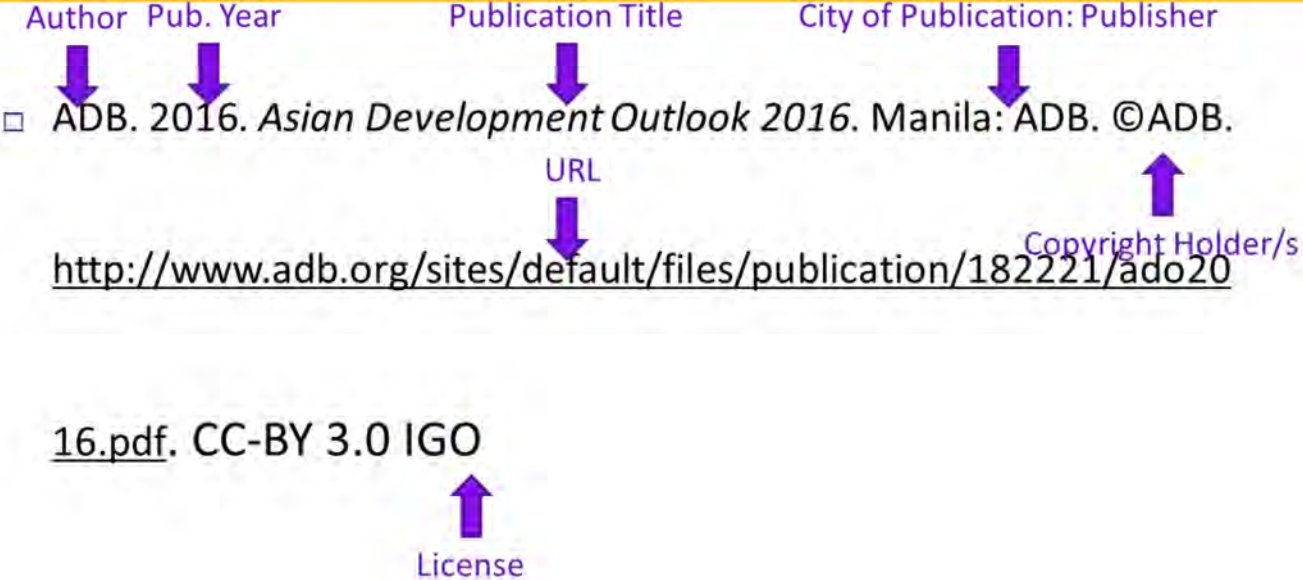 Author Pub. Year Publication Title City of Publication: Publisher
ADB. 2016. Asian Development Outlook 2016. Manila: ADB. ©ADB.
URL
Copyright Holder/s
http://www.adb.org/sites/default/files/publication/182221/ado20
16.pdf. CC-BY 3.0 IGO
License